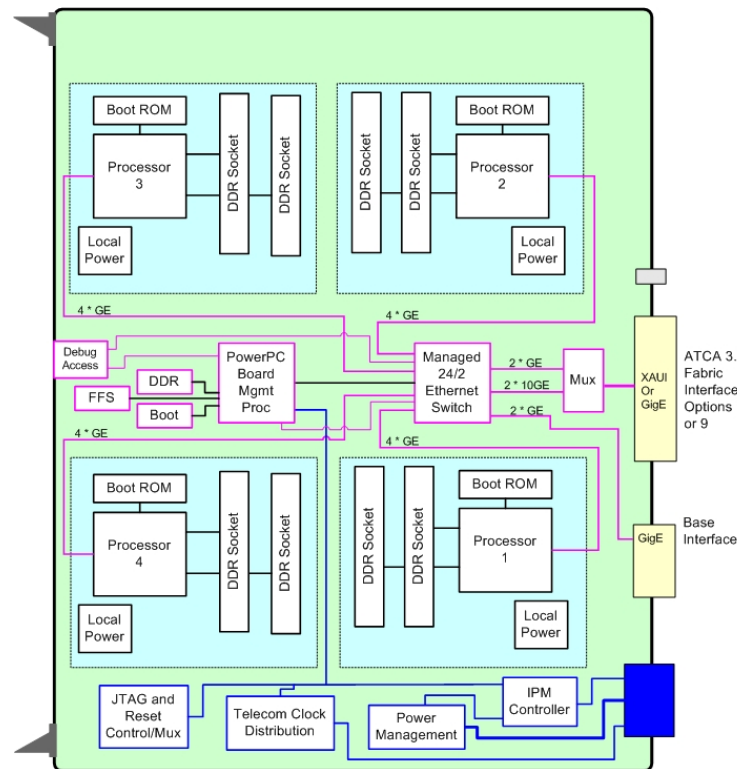 Boot ROM
Processor
3
DDR Socket
DDR Socket
Local
Power
DDR Socket
DDR Socket
Boot ROM
Processor
2
Local
Power
4 * GE
4 * GE
Debug
Access
DDR
FFS
Boot
PowerPC
Board
Mgmt
Proc
Managed
24/2
Ethernet
Switch
2 * GE
2 * 10GE
2 * GE
Mux
XAUI
Or
GigE
ATCA 3.
Fabric
Interface
Options
or 9
4 * GE
4 * GE
Boot ROM
Processor
4
DDR Socket
DDR Socket
Local
Power
DDR Socket
DDR Socket
Boot ROM
Processor
1
Local
Power
GigE
Base
Interface
JTAG and
Reset
Control/Mux
Telecom Clock
Distribution
Power
Management
IPM
Controller